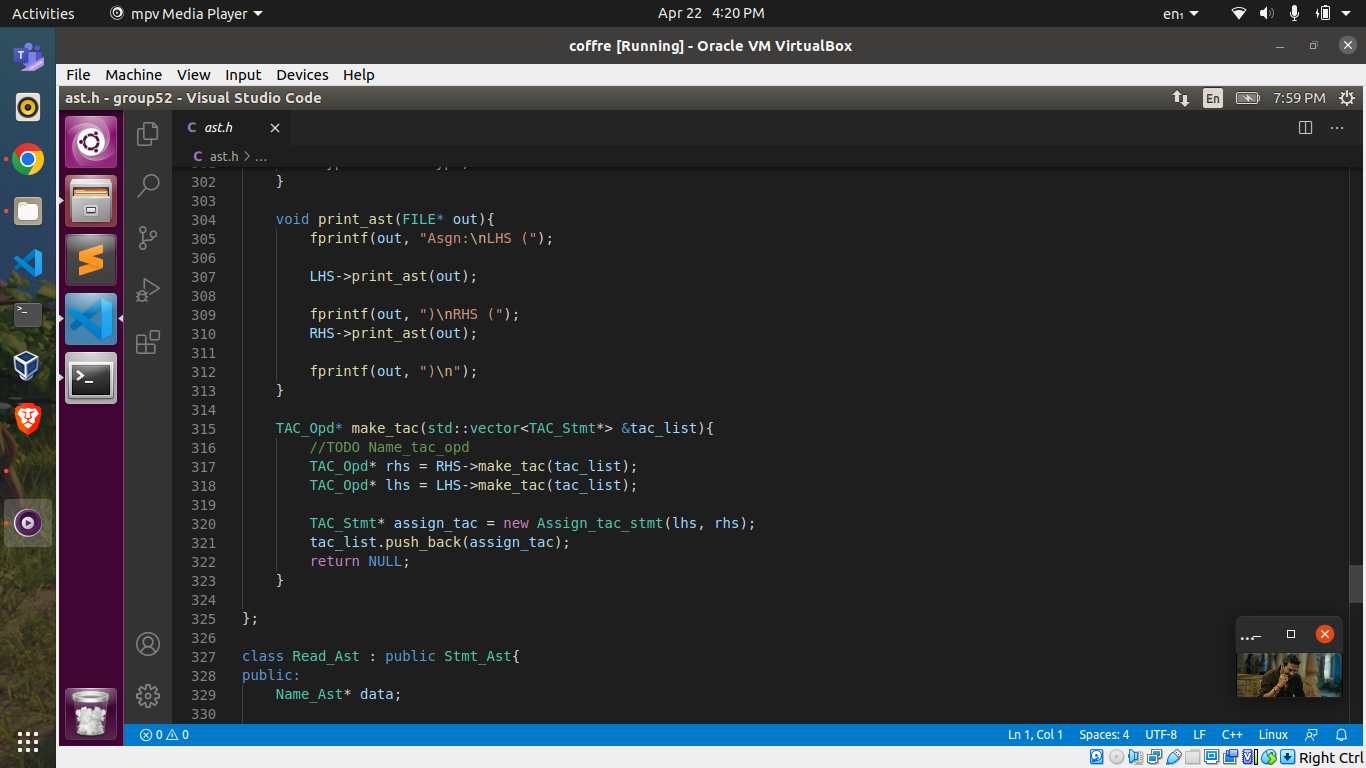 Activities
mpv Media Player
Apr 22 4:20 PM
en₁
coffre [Running] - Oracle VM VirtualBox
File Machine View Input Devices Help
ast.h - group52 - Visual Studio Code
En
7:59 PM
C ast.h
C ast.h > ...
302 }
303
304 void print_ast(FILE* out){
305 fprintf(out, "Asgn:\nLHS (");
306
307 LHS->print_ast(out);
308
309 fprintf(out, ")\nRHS (");
310 RHS->print_ast(out);
311
312 fprintf(out, ")\n");
313 }
314
315 TAC_Opd* make_tac(std::vector<TAC_Stmt*> &tac_list){
316 //TODO Name_tac_opd
317 TAC_Opd* rhs = RHS->make_tac(tac_list);
318 TAC_Opd* lhs = LHS->make_tac(tac_list);
319
320 TAC_Stmt* assign_tac = new Assign_tac_stmt(lhs, rhs);
321 tac_list.push_back(assign_tac);
322 return NULL;
323 }
324
325 };
326
327 class Read_Ast : public Stmt_Ast{
328 public:
329 Name_Ast* data;
330
...
0 0
Ln 1, Col 1 Spaces: 4 UTF-8 LF C++ Linux
Right Ctrl